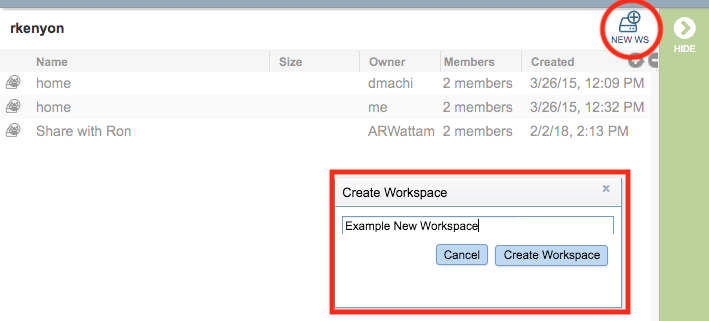 rkenyon
NEW WS
HIDE
Name Size Owner Members Created
home dmachi 2 members 3/26/15, 12:09 PM
home me 2 members 3/26/15, 12:32 PM
Share with Ron ARWattam 2 members 2/2/18, 2:13 PM
Create Workspace x
Example New Workspace
Cancel Create Workspace